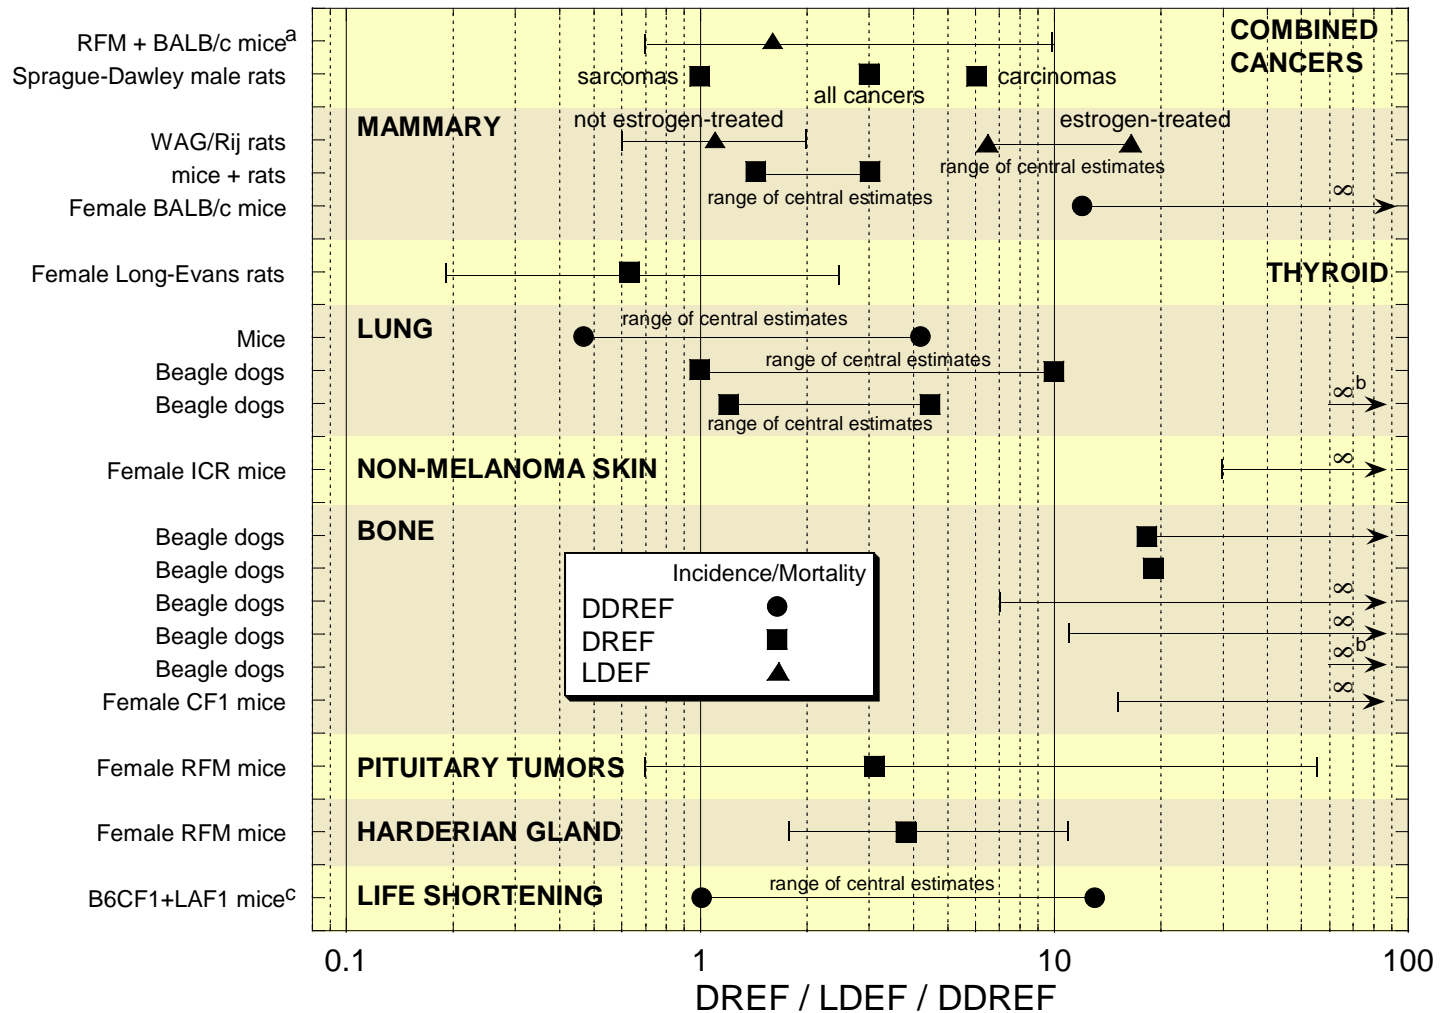 COMBINED
CANCERS
RFM + BALB/c miceᵃ
Sprague-Dawley male rats
sarcomas
all cancers
carcinomas
MAMMARY
not estrogen-treated
estrogen-treated
WAG/Rij rats
range of central estimates
mice + rats
range of central estimates
Female BALB/c mice
∞
Female Long-Evans rats
THYROID
LUNG
range of central estimates
Mice
Beagle dogs
range of central estimates
Beagle dogs
range of central estimates
∞ᵇ
Female ICR mice
NON-MELANOMA SKIN
∞
BONE
Beagle dogs
Beagle dogs
Beagle dogs
∞
Beagle dogs
∞
Beagle dogs
∞ᵇ
Female CF1 mice
∞
Incidence/Mortality
DDREF
DREF
LDEF
Female RFM mice
PITUITARY TUMORS
Female RFM mice
HARDERIAN GLAND
B6CF1+LAF1 miceᶜ
LIFE SHORTENING
range of central estimates
0.1 1 10 100
DREF / LDEF / DDREF